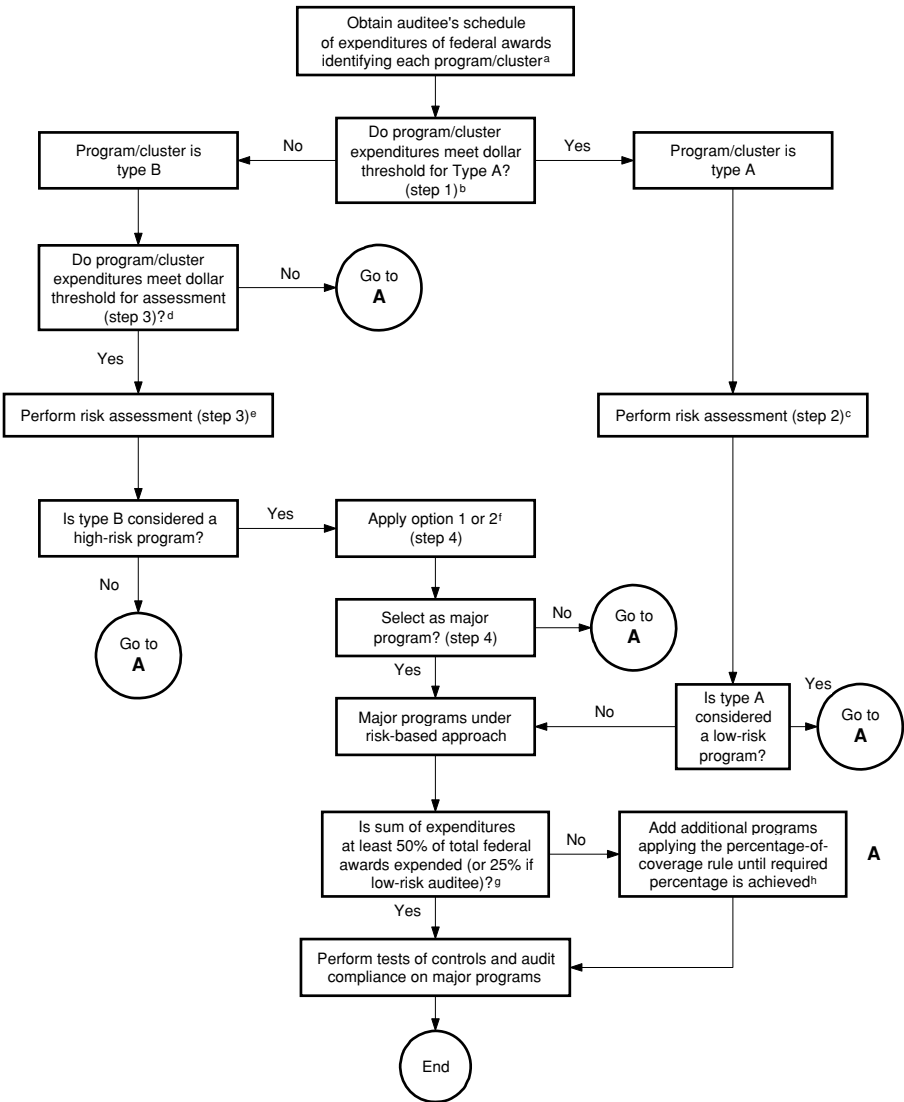 Obtain auditee's schedule
of expenditures of federal awards
identifying each program/clusterᵃ
Do program/cluster
expenditures meet dollar
threshold for Type A?
(step 1)ᵇ
No
Yes
Program/cluster is
type B
Program/cluster is
type A
Do program/cluster
expenditures meet dollar
threshold for assessment
(step 3)?ᵈ
No
Go to
A
Yes
Perform risk assessment (step 3)ᵉ
Perform risk assessment (step 2)ᶜ
Is type B considered a
high-risk program?
Yes
Apply option 1 or 2ᶠ
(step 4)
No
Go to
A
Select as major
program? (step 4)
No
Go to
A
Yes
Major programs under
risk-based approach
No
Is type A
considered
a low-risk
program?
Yes
Go to
A
Is sum of expenditures
at least 50% of total federal
awards expended (or 25% if
low-risk auditee)?ᵍ
No
Add additional programs
applying the percentage-of-
coverage rule until required
percentage is achievedʰ
A
Yes
Perform tests of controls and audit
compliance on major programs
End